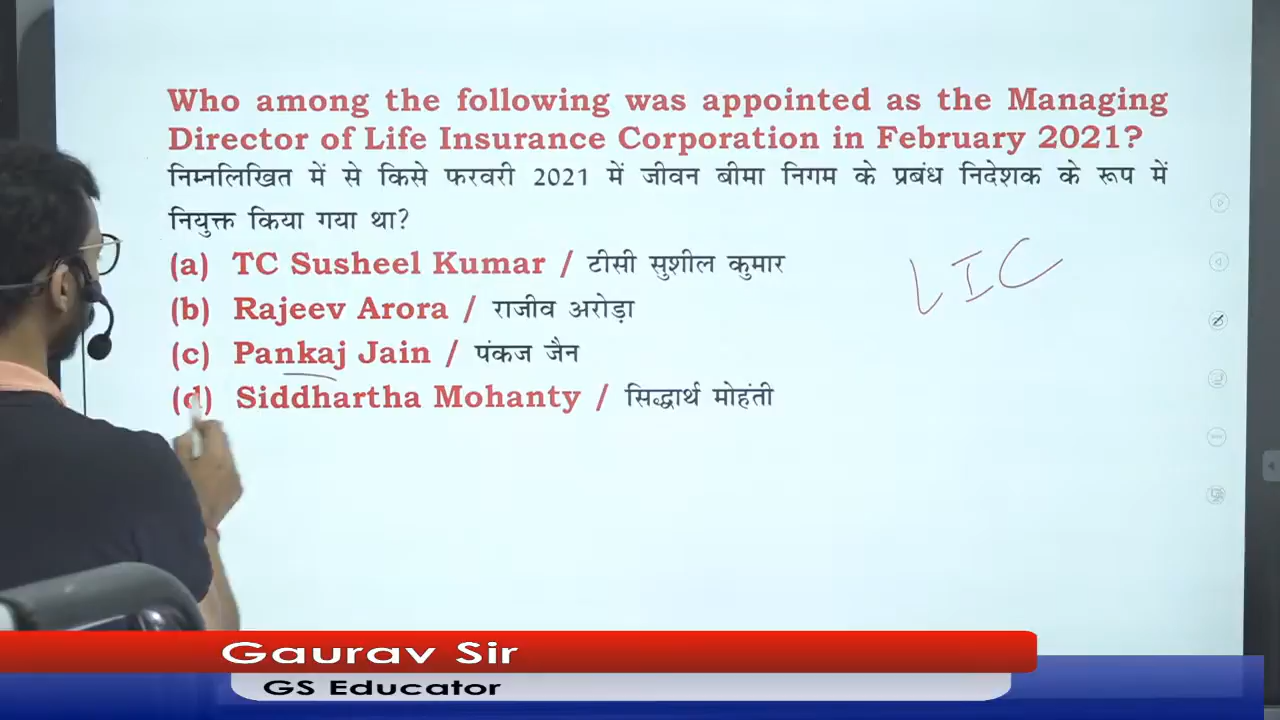 Who among the following was appointed as the Managing
Director of Life Insurance Corporation in February 2021?
निम्नलिखित में से किसे फरवरी 2021 में जीवन बीमा निगम के प्रबंध निदेशक के रूप में
नियुक्त किया गया था?
(a) TC Susheel Kumar / टीसी सुशील कुमार
(b) Rajeev Arora / राजीव अरोड़ा
(c) Pankaj Jain / पंकज जैन
(d) Siddhartha Mohanty / सिद्धार्थ मोहंती
LIC
Gaurav Sir
GS Educator